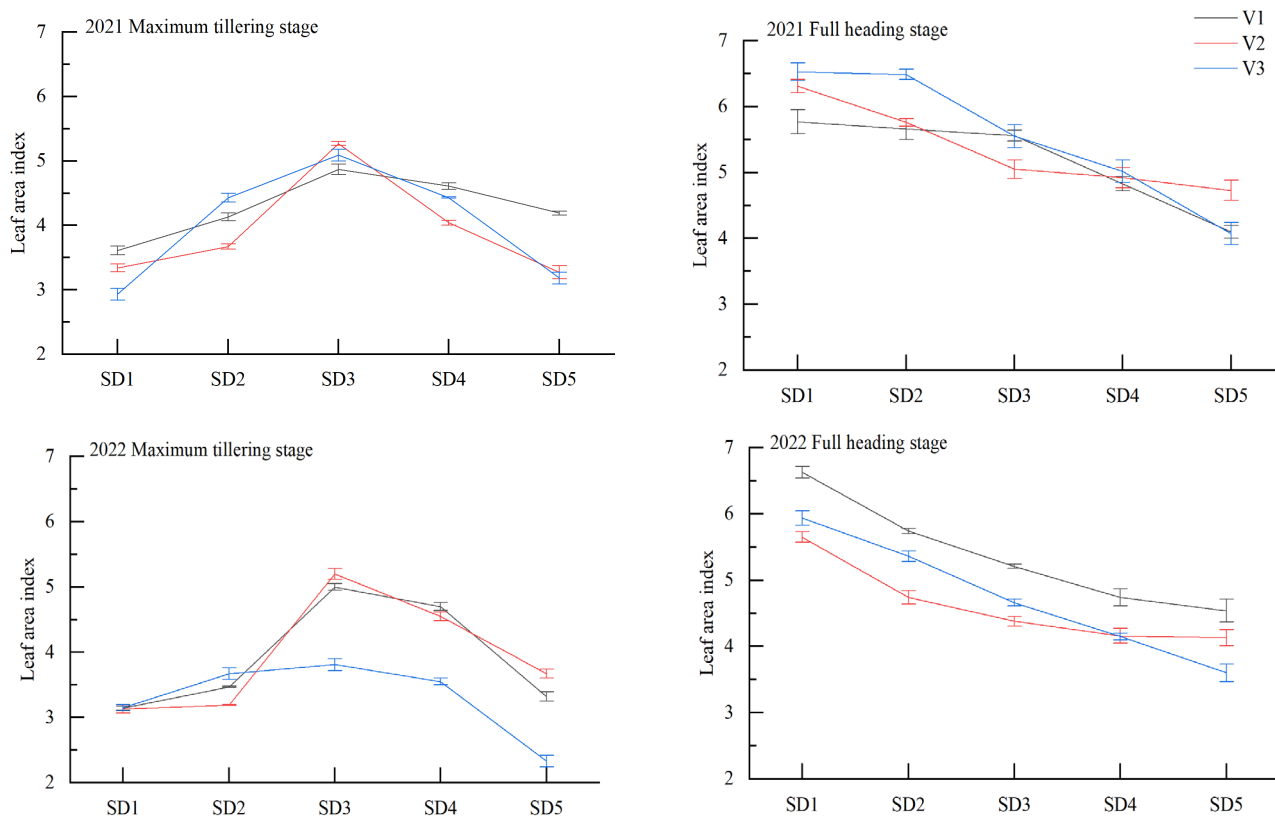 2021 Maximum tillering stage
Leaf area index
7
6
5
4
3
2
SD1 SD2 SD3 SD4 SD5
2021 Full heading stage
V1
V2
V3
Leaf area index
7
6
5
4
3
2
SD1 SD2 SD3 SD4 SD5
2022 Maximum tillering stage
Leaf area index
7
6
5
4
3
2
SD1 SD2 SD3 SD4 SD5
2022 Full heading stage
Leaf area index
7
6
5
4
3
2
SD1 SD2 SD3 SD4 SD5